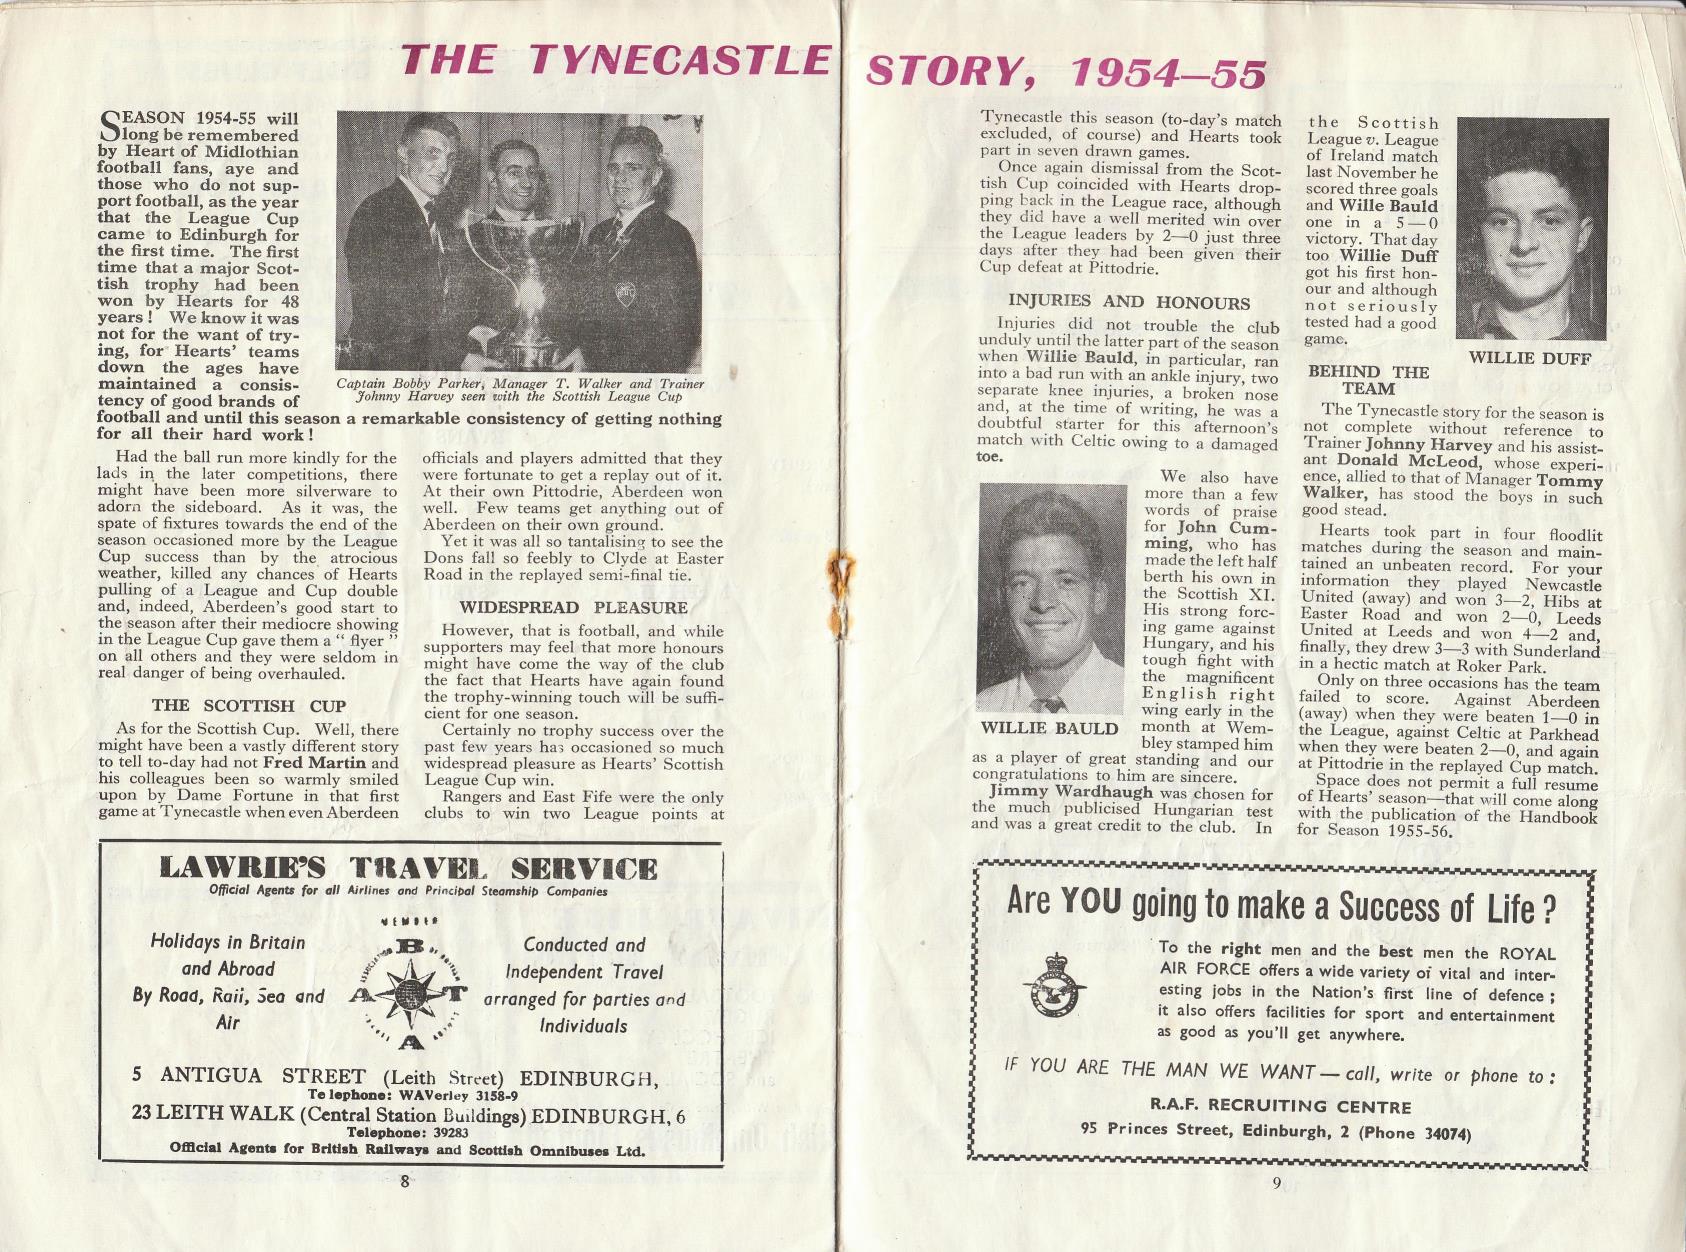 THE TYNECASTLE STORY, 1954—55
SEASON 1954-55 will
long be remembered
by Heart of Midlothian
football fans, aye and
those who do not sup-
port football, as the year
that the League Cup
came to Edinburgh for
the first time. The first
time that a major Scot-
tish trophy had been
won by Hearts for 48
years! We know it was
not for the want of try-
ing, for Hearts' teams
down the ages have
maintained a consis-
tency of good brands of
football and until this season a remarkable consistency of getting nothing
for all their hard work!
Captain Bobby Parker, Manager T. Walker and Trainer
Johnny Harvey seen with the Scottish League Cup
Had the ball run more kindly for the
lads in the later competitions, there
might have been more silverware to
adorn the sideboard. As it was, the
spate of fixtures towards the end of the
season occasioned more by the League
Cup success than by the atrocious
weather, killed any chances of Hearts
pulling of a League and Cup double
and, indeed, Aberdeen's good start to
the season after their mediocre showing
in the League Cup gave them a " flyer "
on all others and they were seldom in
real danger of being overhauled.
THE SCOTTISH CUP
As for the Scottish Cup. Well, there
might have been a vastly different story
to tell to-day had not Fred Martin and
his colleagues been so warmly smiled
upon by Dame Fortune in that first
game at Tynecastle when even Aberdeen
officials and players admitted that they
were fortunate to get a replay out of it.
At their own Pittodrie, Aberdeen won
well. Few teams get anything out of
Aberdeen on their own ground.
Yet it was all so tantalising to see the
Dons fall so feebly to Clyde at Easter
Road in the replayed semi-final tie.
WIDESPREAD PLEASURE
However, that is football, and while
supporters may feel that more honours
might have come the way of the club
the fact that Hearts have again found
the trophy-winning touch will be suffi-
cient for one season.
Certainly no trophy success over the
past few years has occasioned so much
widespread pleasure as Hearts' Scottish
League Cup win.
Rangers and East Fife were the only
clubs to win two League points at
LAWRIE'S TRAVEL SERVICE
Official Agents for all Airlines and Principal Steamship Companies
Holidays in Britain
and Abroad
By Road, Rail, Sea and
Air
MEMBER
ABTA
ASSOCIATION OF BRITISH TRAVEL AGENTS
Conducted and
Independent Travel
arranged for parties and
Individuals
5 ANTIGUA STREET (Leith Street) EDINBURGH,
Telephone: WAVerley 3158-9
23 LEITH WALK (Central Station Buildings) EDINBURGH, 6
Telephone: 39283
Official Agents for British Railways and Scottish Omnibuses Ltd.
8
Tynecastle this season (to-day's match
excluded, of course) and Hearts took
part in seven drawn games.
Once again dismissal from the Scot-
tish Cup coincided with Hearts drop-
ping back in the League race, although
they did have a well merited win over
the League leaders by 2—0 just three
days after they had been given their
Cup defeat at Pittodrie.
INJURIES AND HONOURS
Injuries did not trouble the club
unduly until the latter part of the season
when Willie Bauld, in particular, ran
into a bad run with an ankle injury, two
separate knee injuries, a broken nose
and, at the time of writing, he was a
doubtful starter for this afternoon's
match with Celtic owing to a damaged
toe.
We also have
more than a few
words of praise
for John Cum-
ming, who has
made the left half
berth his own in
the Scottish XI.
His strong forc-
ing game against
Hungary, and his
tough fight with
the magnificent
English right
wing early in the
month at Wem-
bley stamped him
WILLIE BAULD
as a player of great standing and our
congratulations to him are sincere.
Jimmy Wardhaugh was chosen for
the much publicised Hungarian test
and was a great credit to the club. In
the Scottish
League v. League
of Ireland match
last November he
scored three goals
and Wille Bauld
one in a 5—0
victory. That day
too Willie Duff
got his first hon-
our and although
not seriously
tested had a good
game.
WILLIE DUFF
BEHIND THE
TEAM
The Tynecastle story for the season is
not complete without reference to
Trainer Johnny Harvey and his assist-
ant Donald McLeod, whose experi-
ence, allied to that of Manager Tommy
Walker, has stood the boys in such
good stead.
Hearts took part in four floodlit
matches during the season and main-
tained an unbeaten record. For your
information they played Newcastle
United (away) and won 3—2, Hibs at
Easter Road and won 2—0, Leeds
United at Leeds and won 4—2 and,
finally, they drew 3—3 with Sunderland
in a hectic match at Roker Park.
Only on three occasions has the team
failed to score. Against Aberdeen
(away) when they were beaten 1—0 in
the League, against Celtic at Parkhead
when they were beaten 2—0, and again
at Pittodrie in the replayed Cup match.
Space does not permit a full resume
of Hearts' season—that will come along
with the publication of the Handbook
for Season 1955-56.
Are YOU going to make a Success of Life ?
To the right men and the best men the ROYAL
AIR FORCE offers a wide variety of vital and inter-
esting jobs in the Nation's first line of defence ;
it also offers facilities for sport and entertainment
as good as you'll get anywhere.
IF YOU ARE THE MAN WE WANT — call, write or phone to :
R.A.F. RECRUITING CENTRE
95 Princes Street, Edinburgh, 2 (Phone 34074)
9